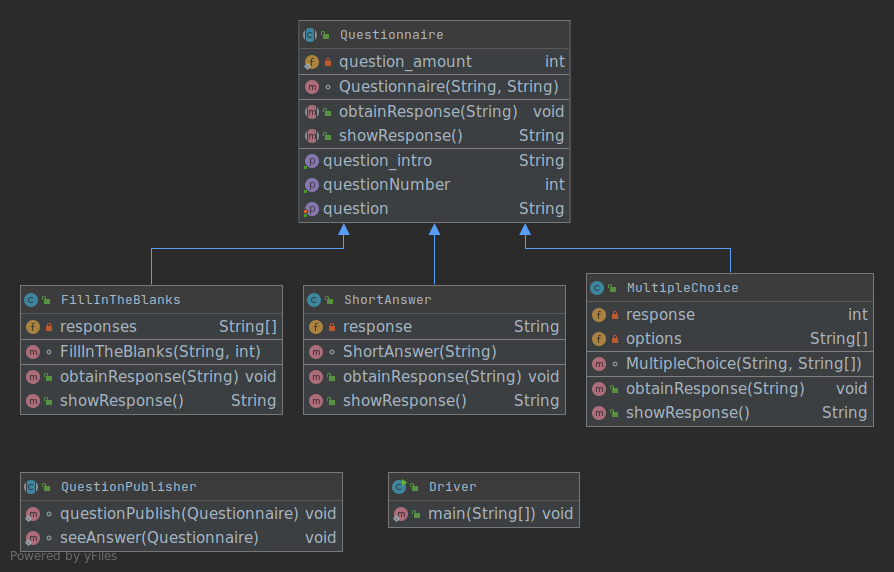 Questionnaire
question_amount int
Questionnaire(String, String)
obtainResponse(String) void
showResponse() String
question_intro String
questionNumber int
question String
FillInTheBlanks
responses String[]
FillInTheBlanks(String, int)
obtainResponse(String) void
showResponse() String
ShortAnswer
response String
ShortAnswer(String)
obtainResponse(String) void
showResponse() String
MultipleChoice
response int
options String[]
MultipleChoice(String, String[])
obtainResponse(String) void
showResponse() String
QuestionPublisher
questionPublish(Questionnaire) void
seeAnswer(Questionnaire) void
Driver
main(String[]) void
Powered by yFiles